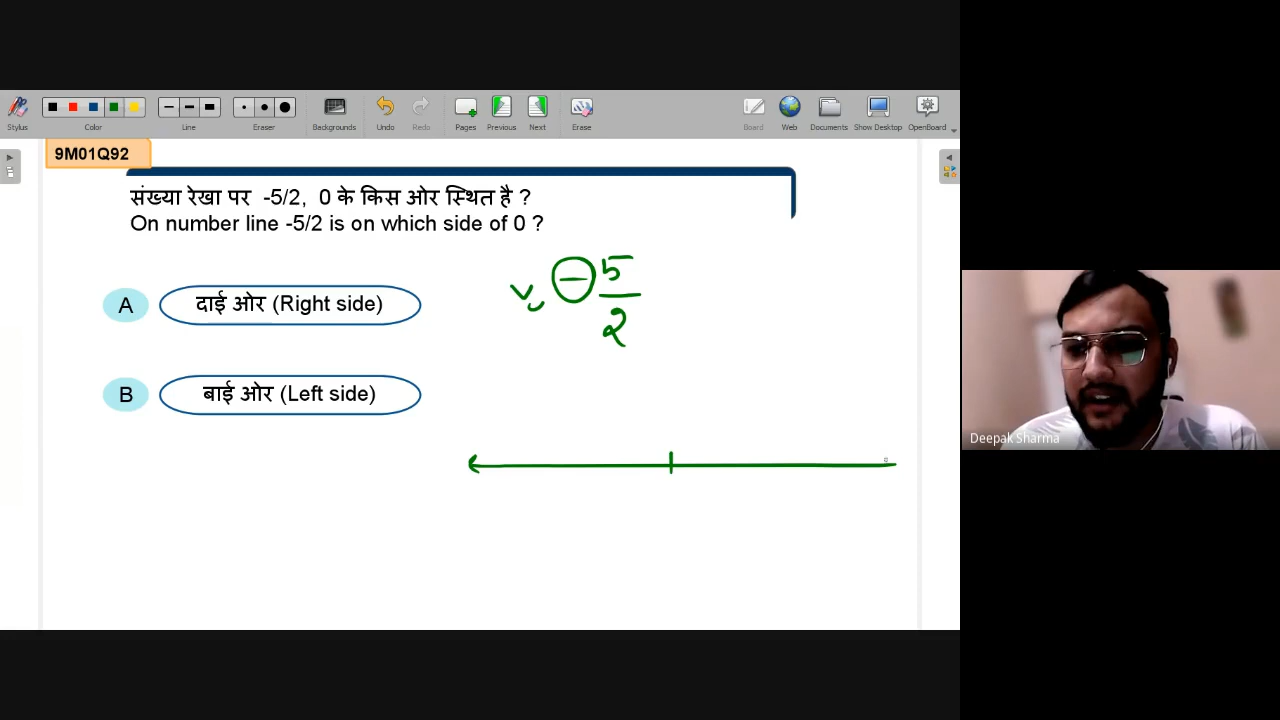 Stylus
Color
Line
Eraser
Backgrounds
Undo
Redo
Pages
Previous
Next
Erase
Board
Web
Documents
Show Desktop
OpenBoard
9M01Q92
संख्या रेखा पर -5/2, 0 के किस ओर स्थित है ?
On number line -5/2 is on which side of 0 ?
A दाई ओर (Right side)
B बाई ओर (Left side)
− 5
2
Deepak Sharma